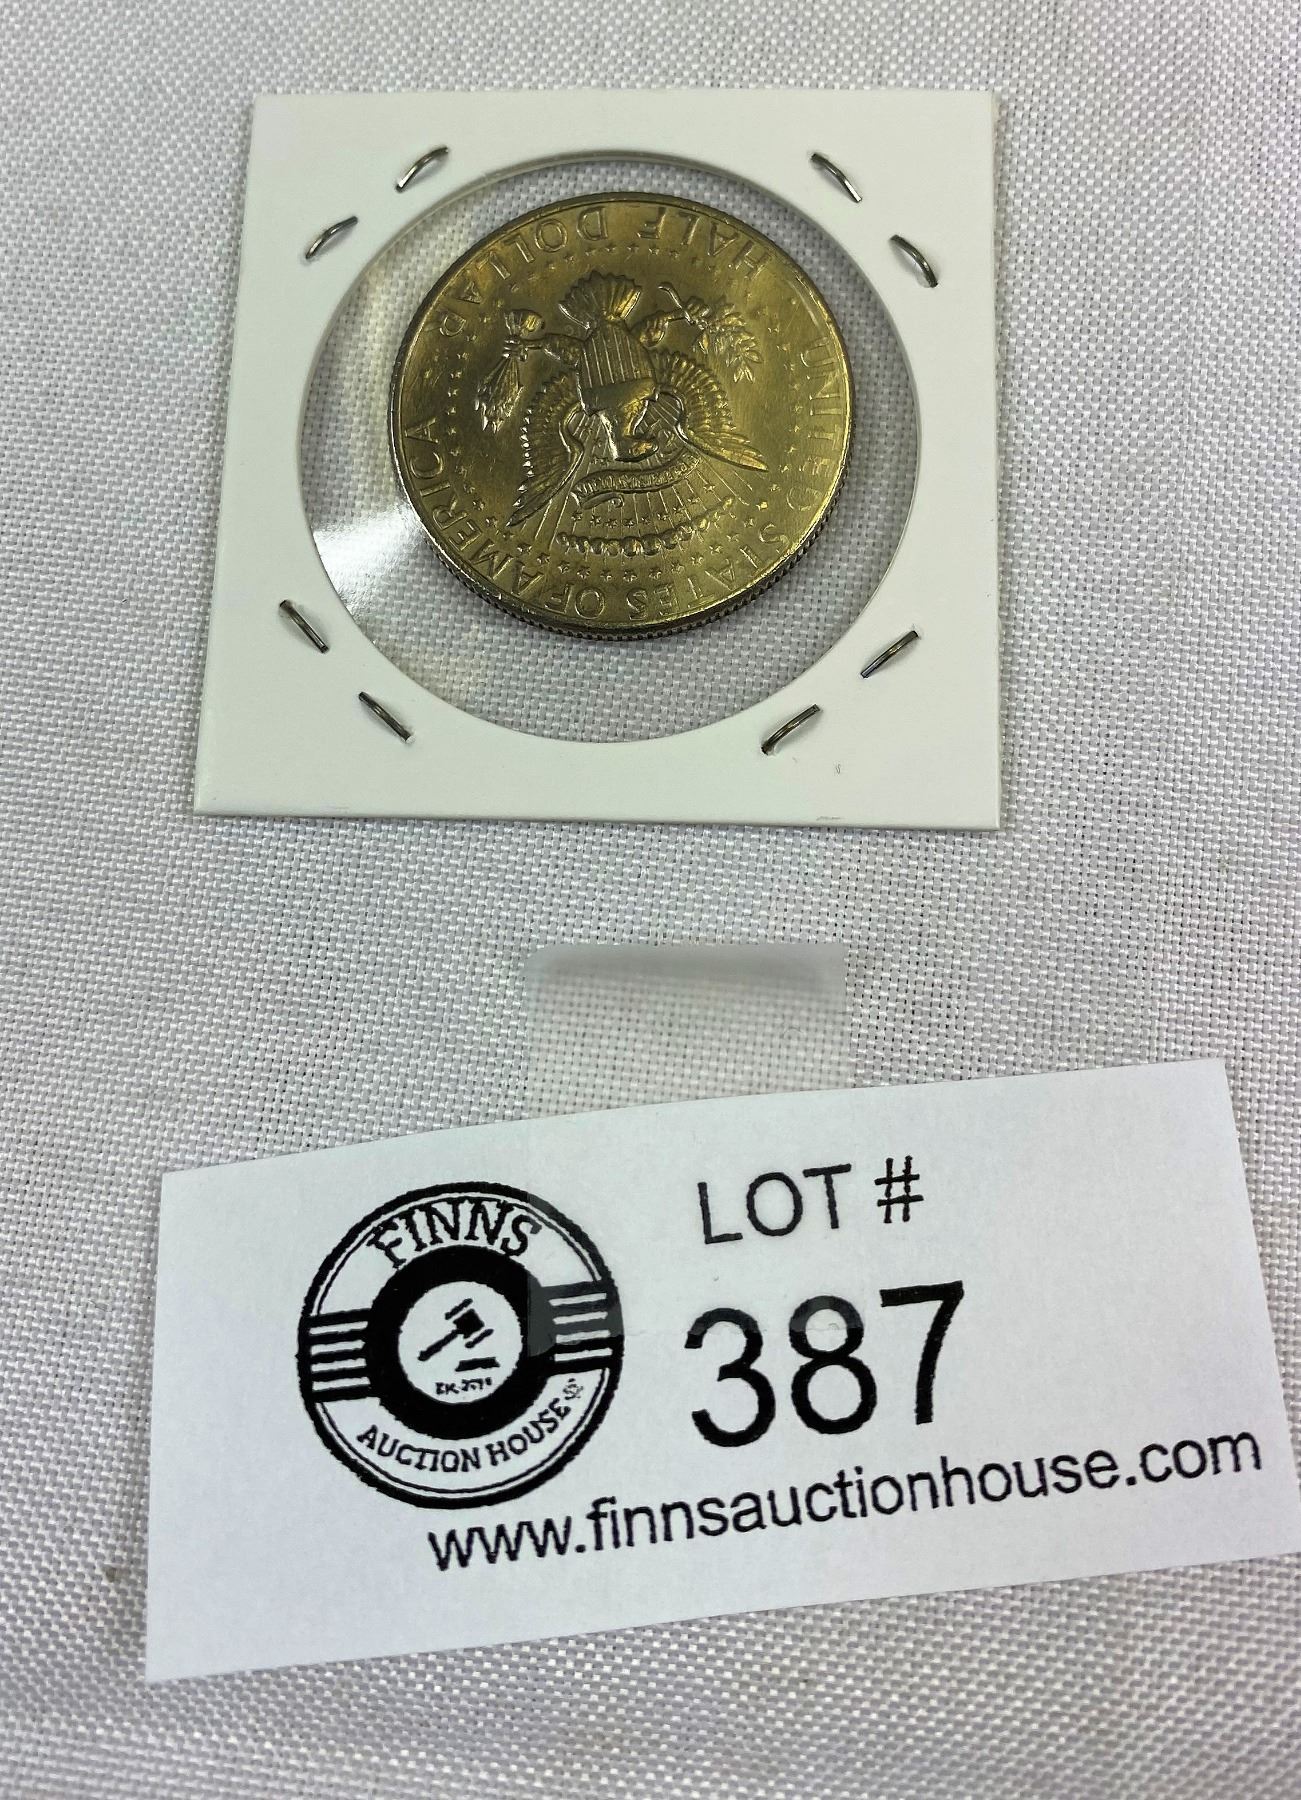 UNITED STATES OF AMERICA
HALF DOLLAR
LOT #
FINNS
387
AUCTION HOUSE
www.finnsauctionhouse.com